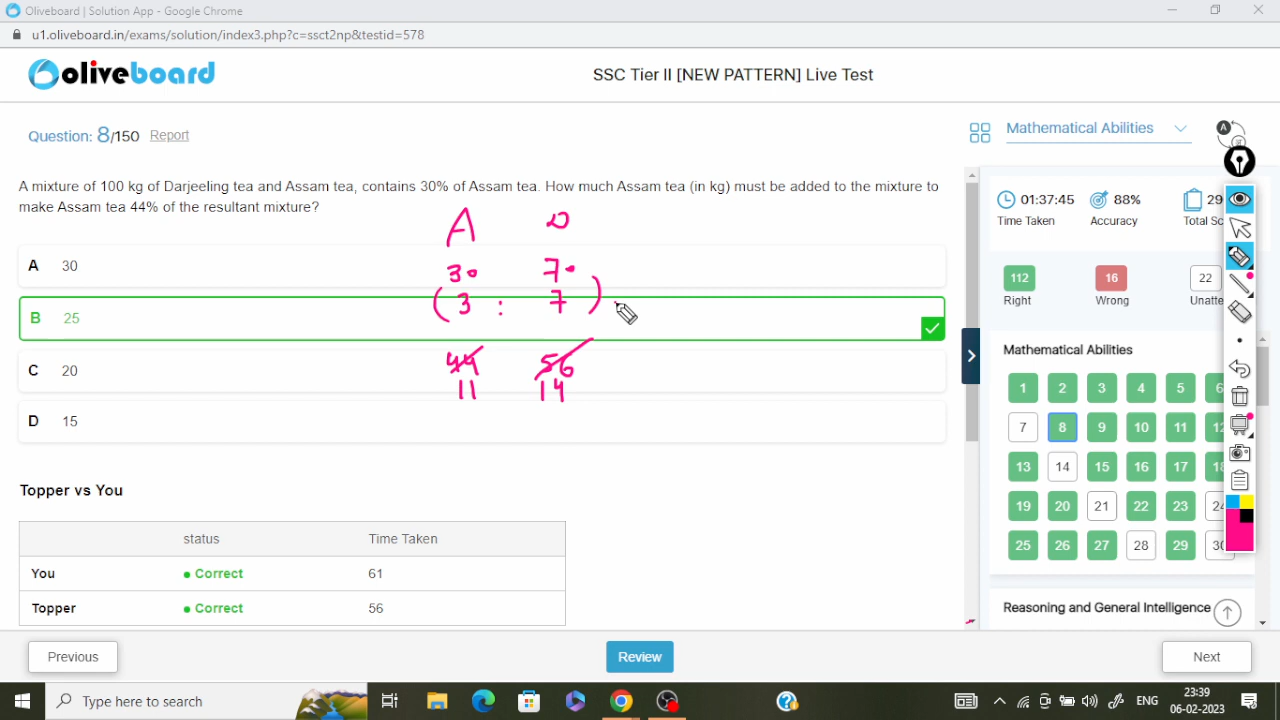 Oliveboard | Solution App - Google Chrome
u1.oliveboard.in/exams/solution/index3.php?c=ssct2np&testid=578
oliveboard
SSC Tier II [NEW PATTERN] Live Test
Question: 8/150 Report
Mathematical Abilities
A
A mixture of 100 kg of Darjeeling tea and Assam tea, contains 30% of Assam tea. How much Assam tea (in kg) must be added to the mixture to
make Assam tea 44% of the resultant mixture?
A D
A 30
30 70
B 25
(3 : 7)
C 20
44 56
11 14
D 15
01:37:45 88% 29
Time Taken Accuracy Total Sc
112 16 22
Right Wrong Unatte
Mathematical Abilities
1 2 3 4 5 6
7 8 9 10 11 12
13 14 15 16 17 18
19 20 21 22 23 24
25 26 27 28 29 30
Reasoning and General Intelligence
Topper vs You
status Time Taken
You Correct 61
Topper Correct 56
Previous
Review
Next
Type here to search
ENG
23:39
06-02-2023